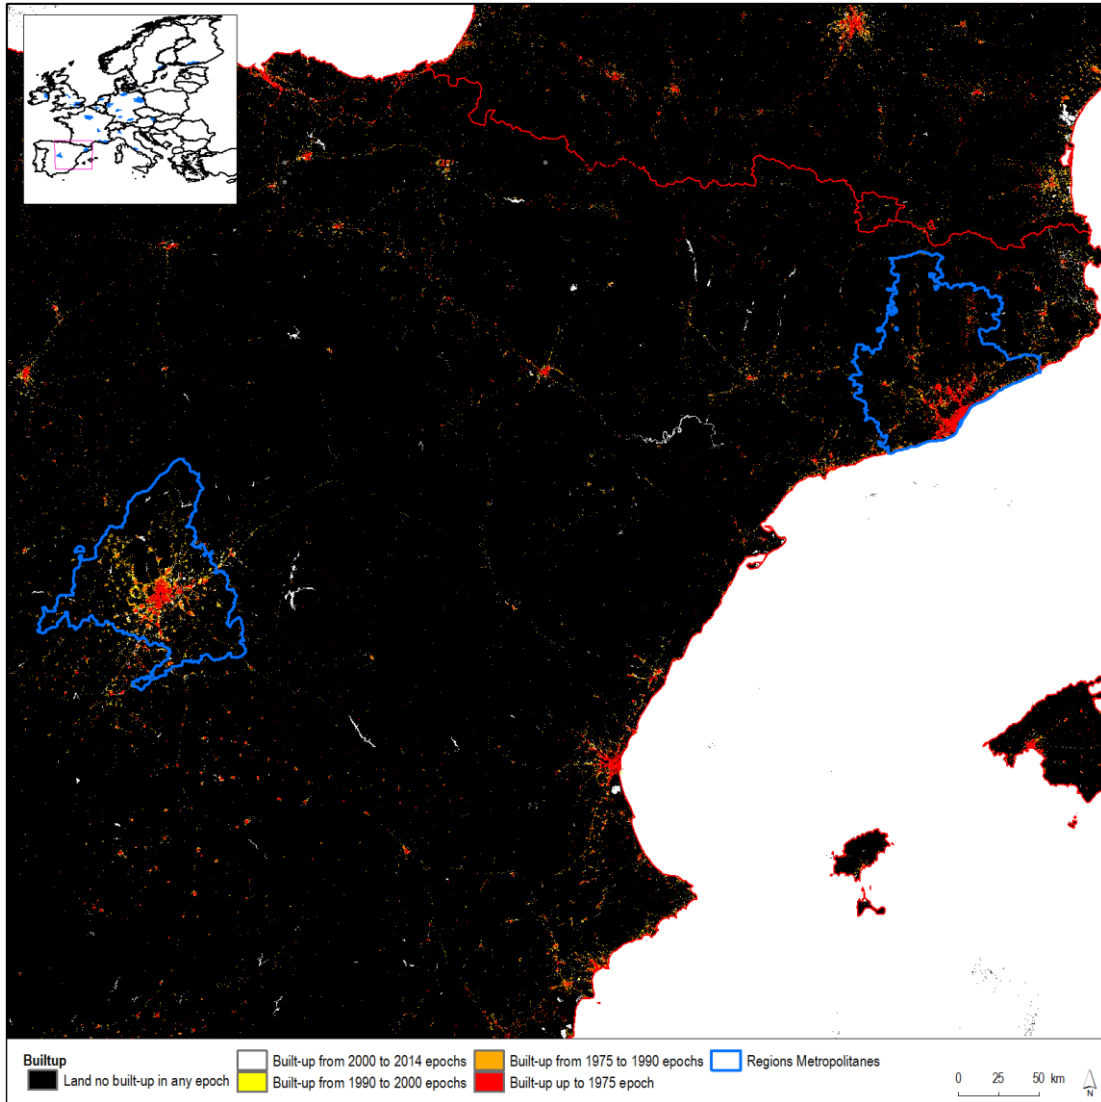 Builtup
Land no built-up in any epoch
Built-up from 2000 to 2014 epochs
Built-up from 1990 to 2000 epochs
Built-up from 1975 to 1990 epochs
Built-up up to 1975 epoch
Regions Metropolitanes
0 25 50 km
N